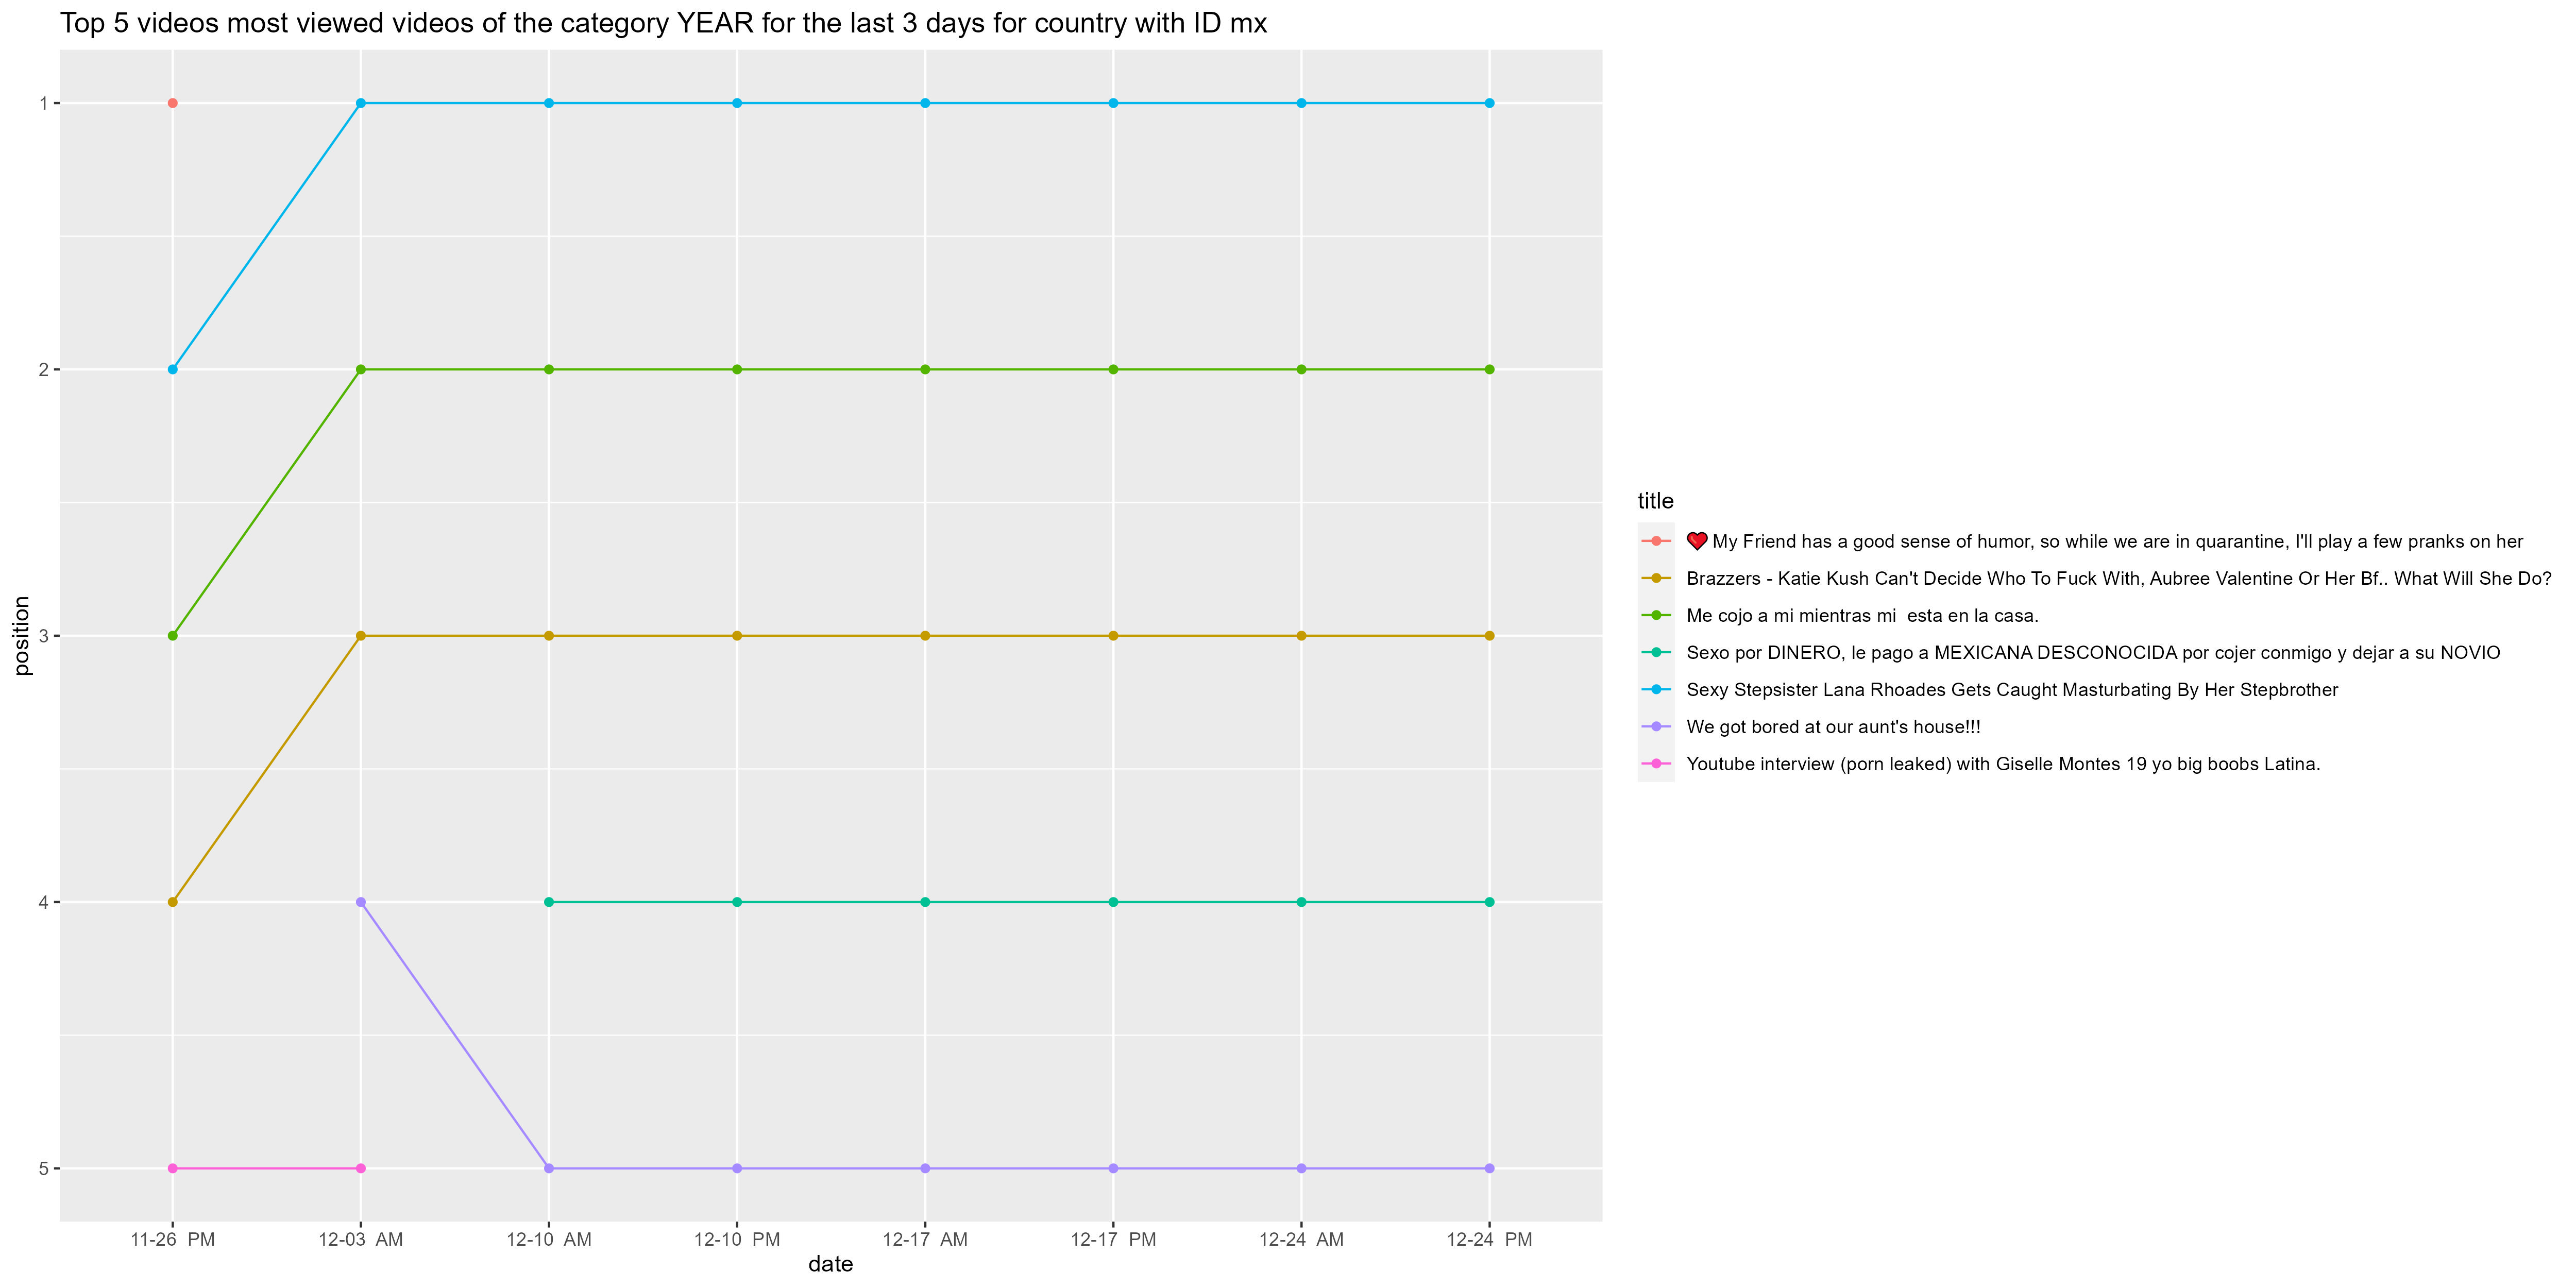 Top 5 videos most viewed videos of the category YEAR for the last 3 days for country with ID mx
position
1
2
3
4
5
11-26 PM
12-03 AM
12-10 AM
12-10 PM
12-17 AM
12-17 PM
12-24 AM
12-24 PM
date
title
❤️ My Friend has a good sense of humor, so while we are in quarantine, I'll play a few pranks on her
Brazzers - Katie Kush Can't Decide Who To Fuck With, Aubree Valentine Or Her Bf.. What Will She Do?
Me cojo a mi mientras mi  esta en la casa.
Sexo por DINERO, le pago a MEXICANA DESCONOCIDA por cojer conmigo y dejar a su NOVIO
Sexy Stepsister Lana Rhoades Gets Caught Masturbating By Her Stepbrother
We got bored at our aunt's house!!!
Youtube interview (porn leaked) with Giselle Montes 19 yo big boobs Latina.